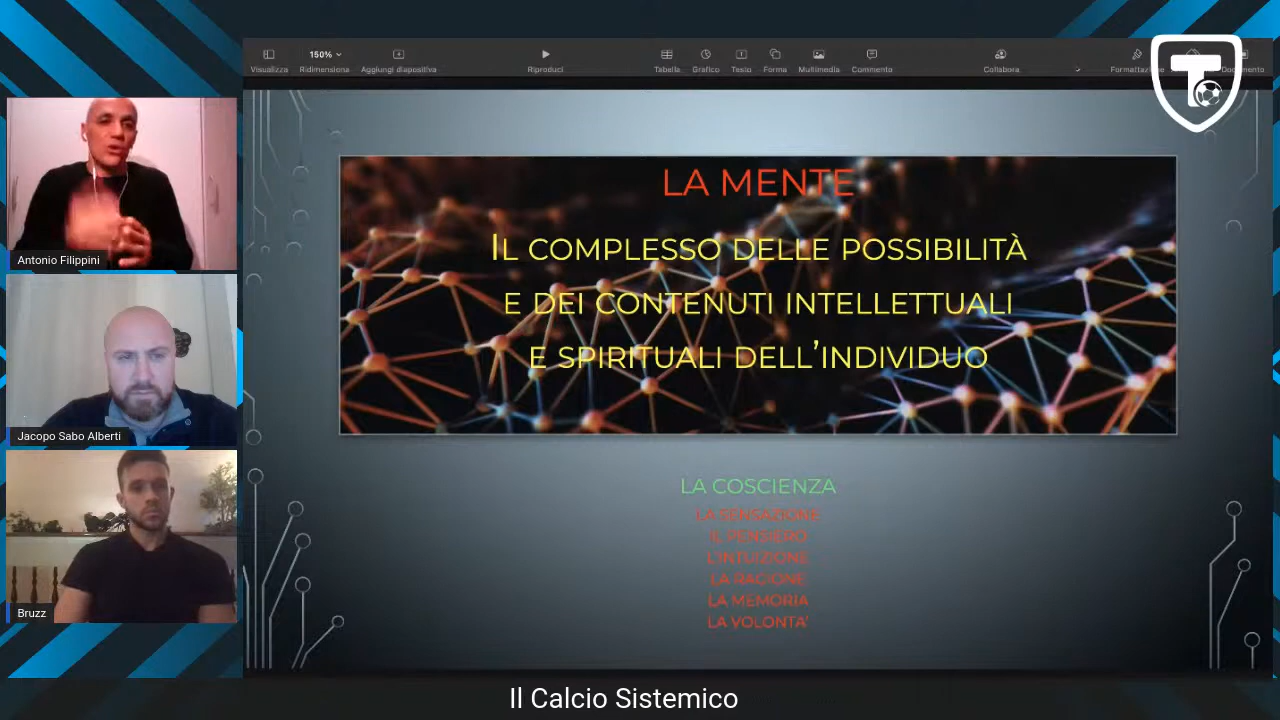 150%
Visualizza
Ridimensiona
Aggiungi diapositiva
Riproduci
Tabella
Grafico
Testo
Forma
Multimedia
Commento
Collabora
Antonio Filippini
Jacopo Sabo Alberti
Bruzz
LA MENTE
IL COMPLESSO DELLE POSSIBILITÀ
E DEI CONTENUTI INTELLETTUALI
E SPIRITUALI DELL'INDIVIDUO
LA COSCIENZA
LA SENSAZIONE
IL PENSIERO
L'INTUIZIONE
LA RAGIONE
LA MEMORIA
LA VOLONTA'
Il Calcio Sistemico